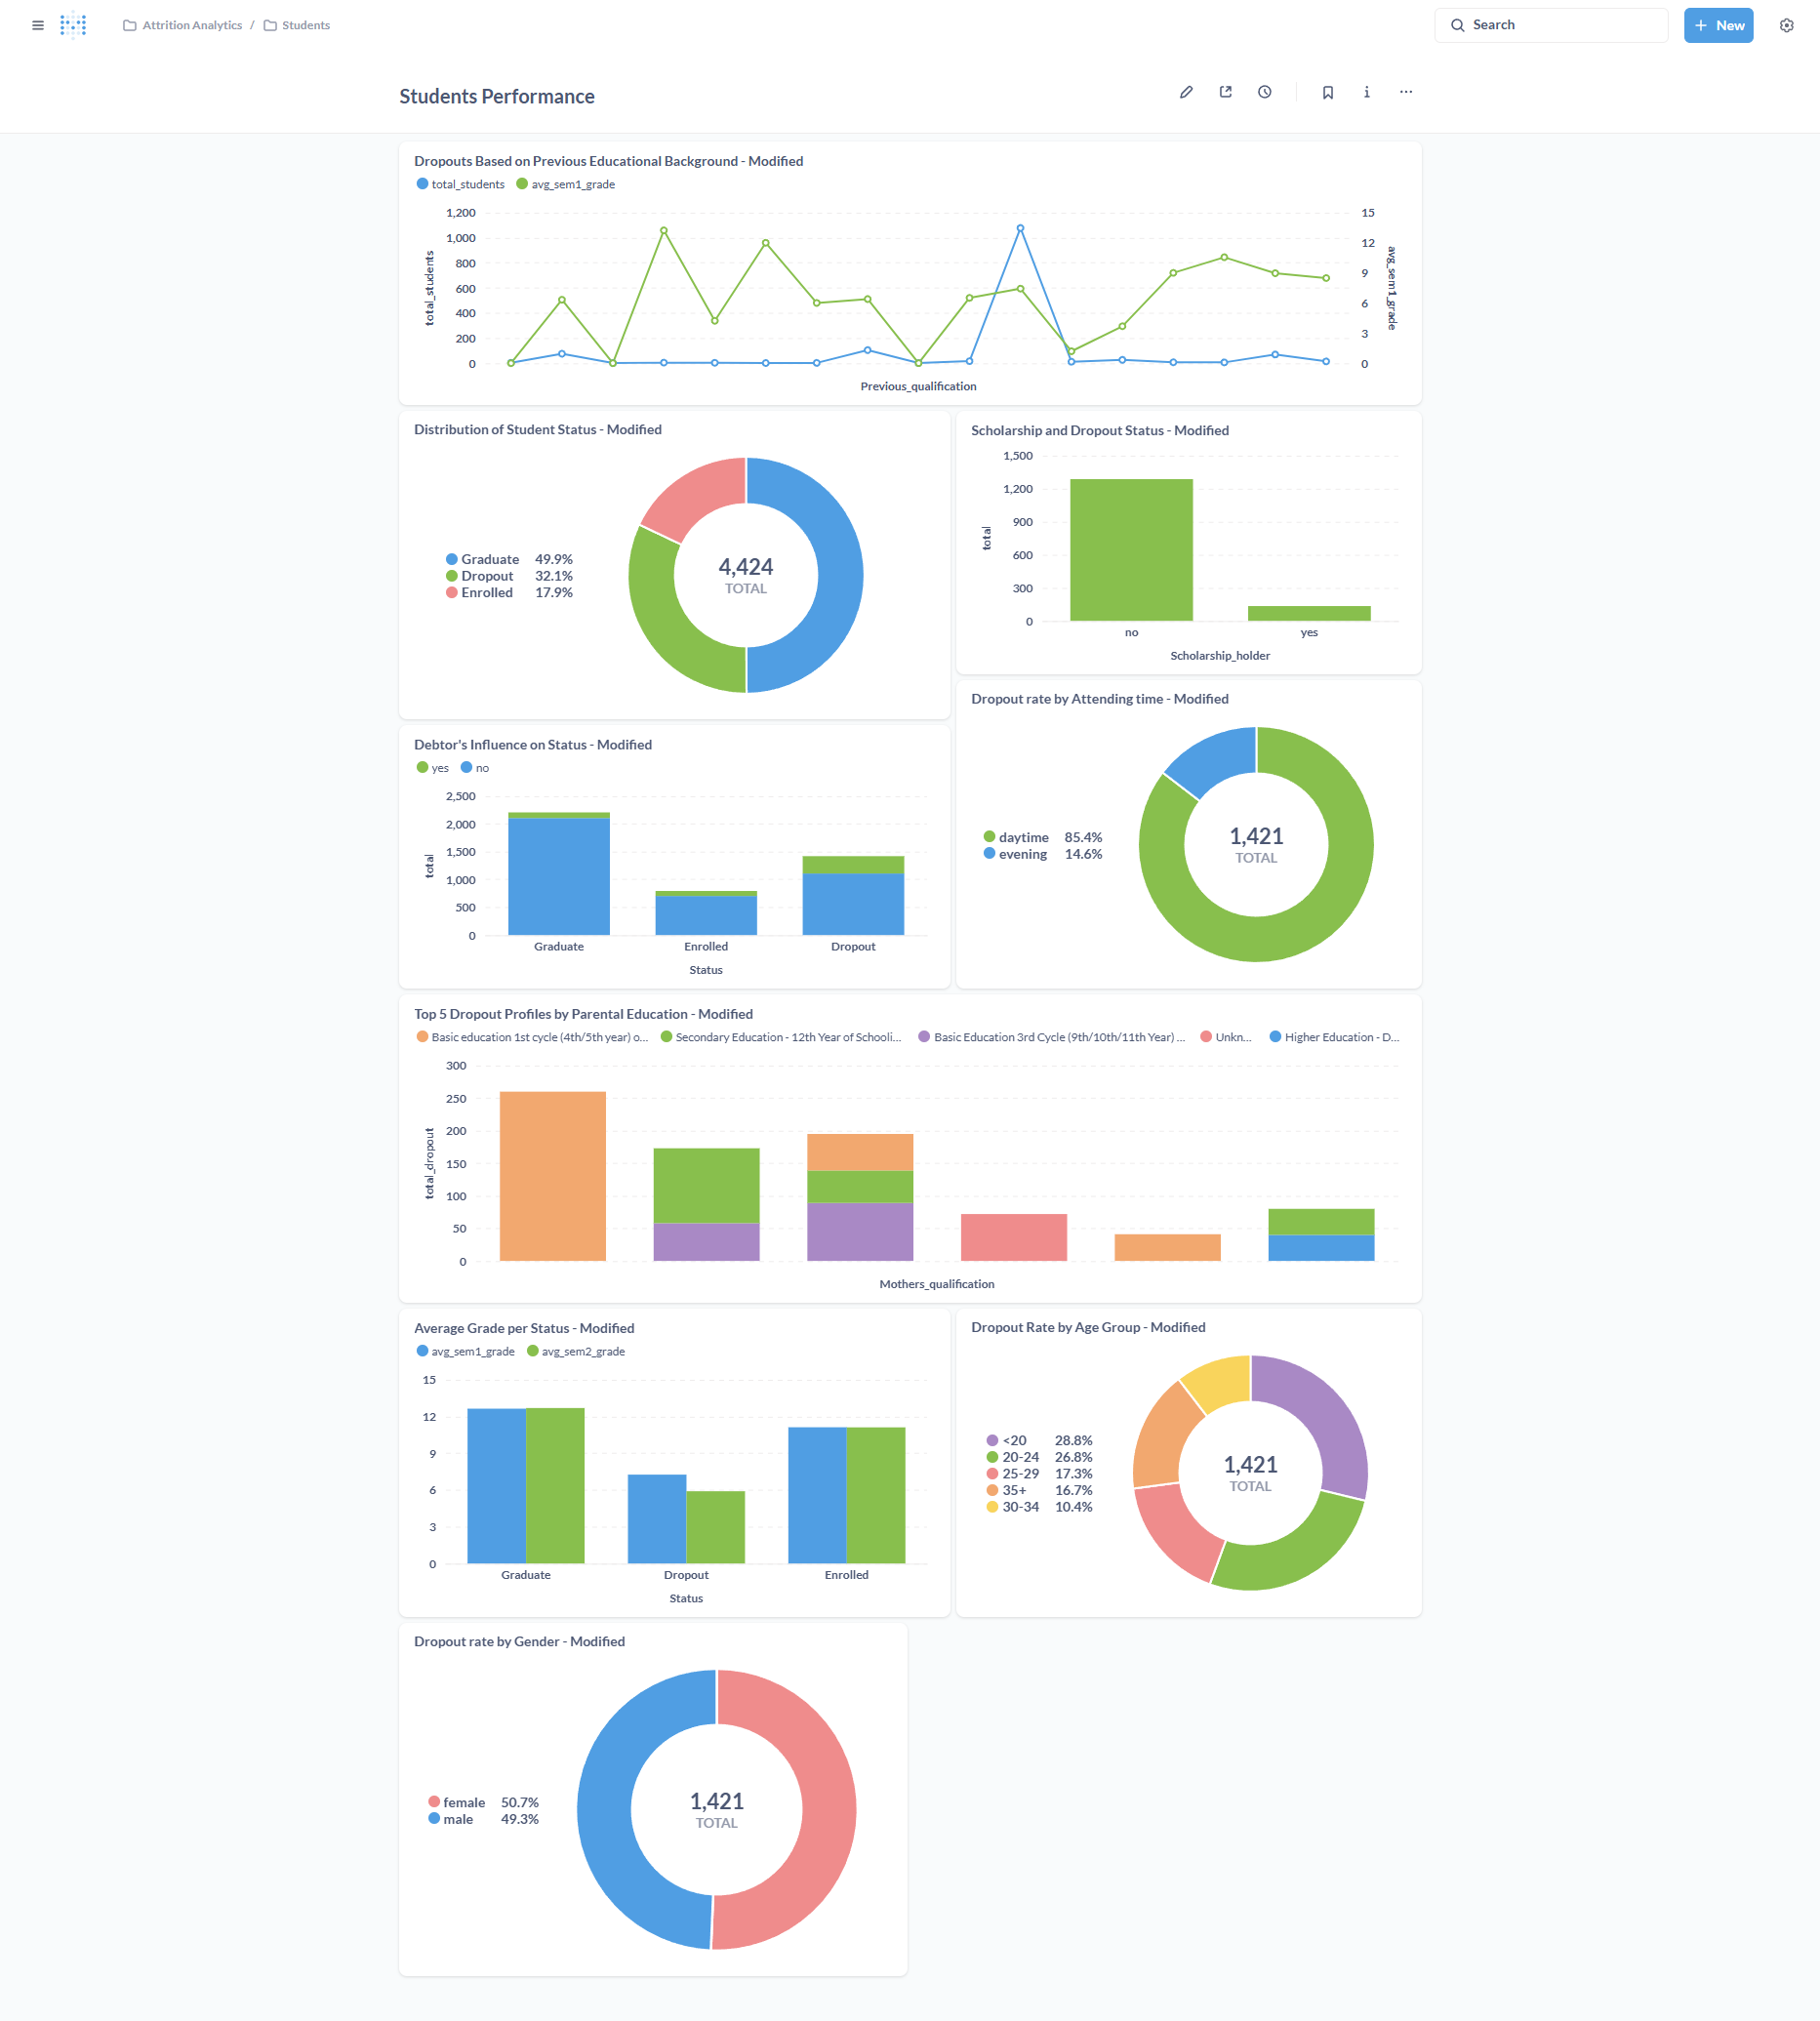 Attrition Analytics / Students
Search
+ New
Students Performance
Dropouts Based on Previous Educational Background - Modified
total_students avg_sem1_grade
1,200
1,000
800
600
400
200
0
total_students
15
12
9
6
3
0
avg_sem1_grade
Previous_qualification
Distribution of Student Status - Modified
Graduate 49.9%
Dropout 32.1%
Enrolled 17.9%
4,424
TOTAL
Scholarship and Dropout Status - Modified
1,500
1,200
900
600
300
0
total
no yes
Scholarship_holder
Debtor's Influence on Status - Modified
yes no
2,500
2,000
1,500
1,000
500
0
total
Graduate Enrolled Dropout
Status
Dropout rate by Attending time - Modified
daytime 85.4%
evening 14.6%
1,421
TOTAL
Top 5 Dropout Profiles by Parental Education - Modified
Basic education 1st cycle (4th/5th year) o... Secondary Education - 12th Year of Schooli... Basic Education 3rd Cycle (9th/10th/11th Year) ... Unkn... Higher Education - D...
300
250
200
150
100
50
0
total_dropout
Mothers_qualification
Average Grade per Status - Modified
avg_sem1_grade avg_sem2_grade
15
12
9
6
3
0
Graduate Dropout Enrolled
Status
Dropout Rate by Age Group - Modified
<20 28.8%
20-24 26.8%
25-29 17.3%
35+ 16.7%
30-34 10.4%
1,421
TOTAL
Dropout rate by Gender - Modified
female 50.7%
male 49.3%
1,421
TOTAL